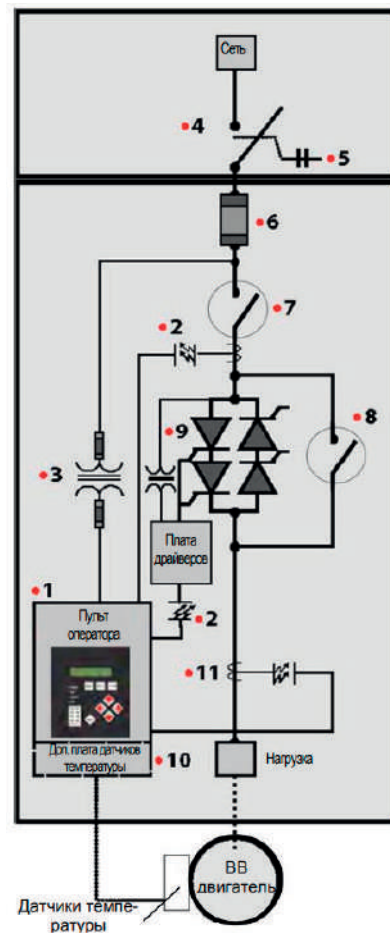 Сеть
4
5
6
7
2
8
9
3
Плата
драйверов
1
2
Пульт
оператора
11
Доп. плата датчиков
температуры
10
Нагрузка
ВВ
двигатель
Датчики темпе-
ратуры